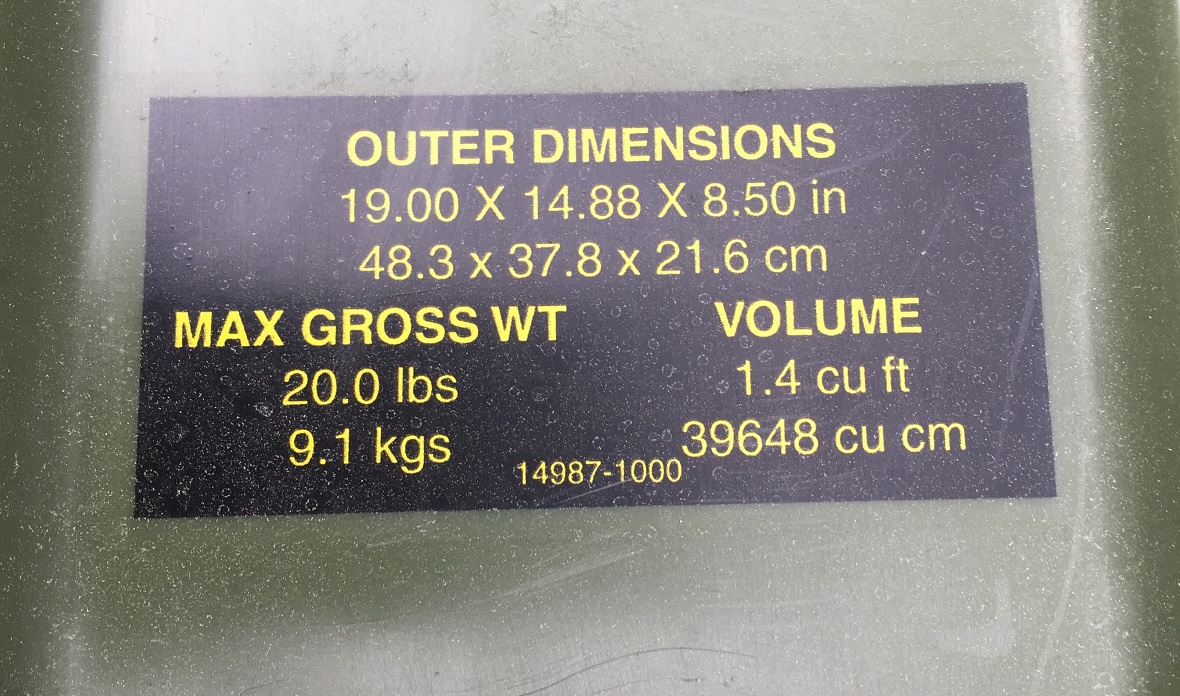 OUTER DIMENSIONS
19.00 X 14.88 X 8.50 in
48.3 x 37.8 x 21.6 cm
MAX GROSS WT
20.0 lbs
9.1 kgs
VOLUME
1.4 cu ft
39648 cu cm
14987-1000